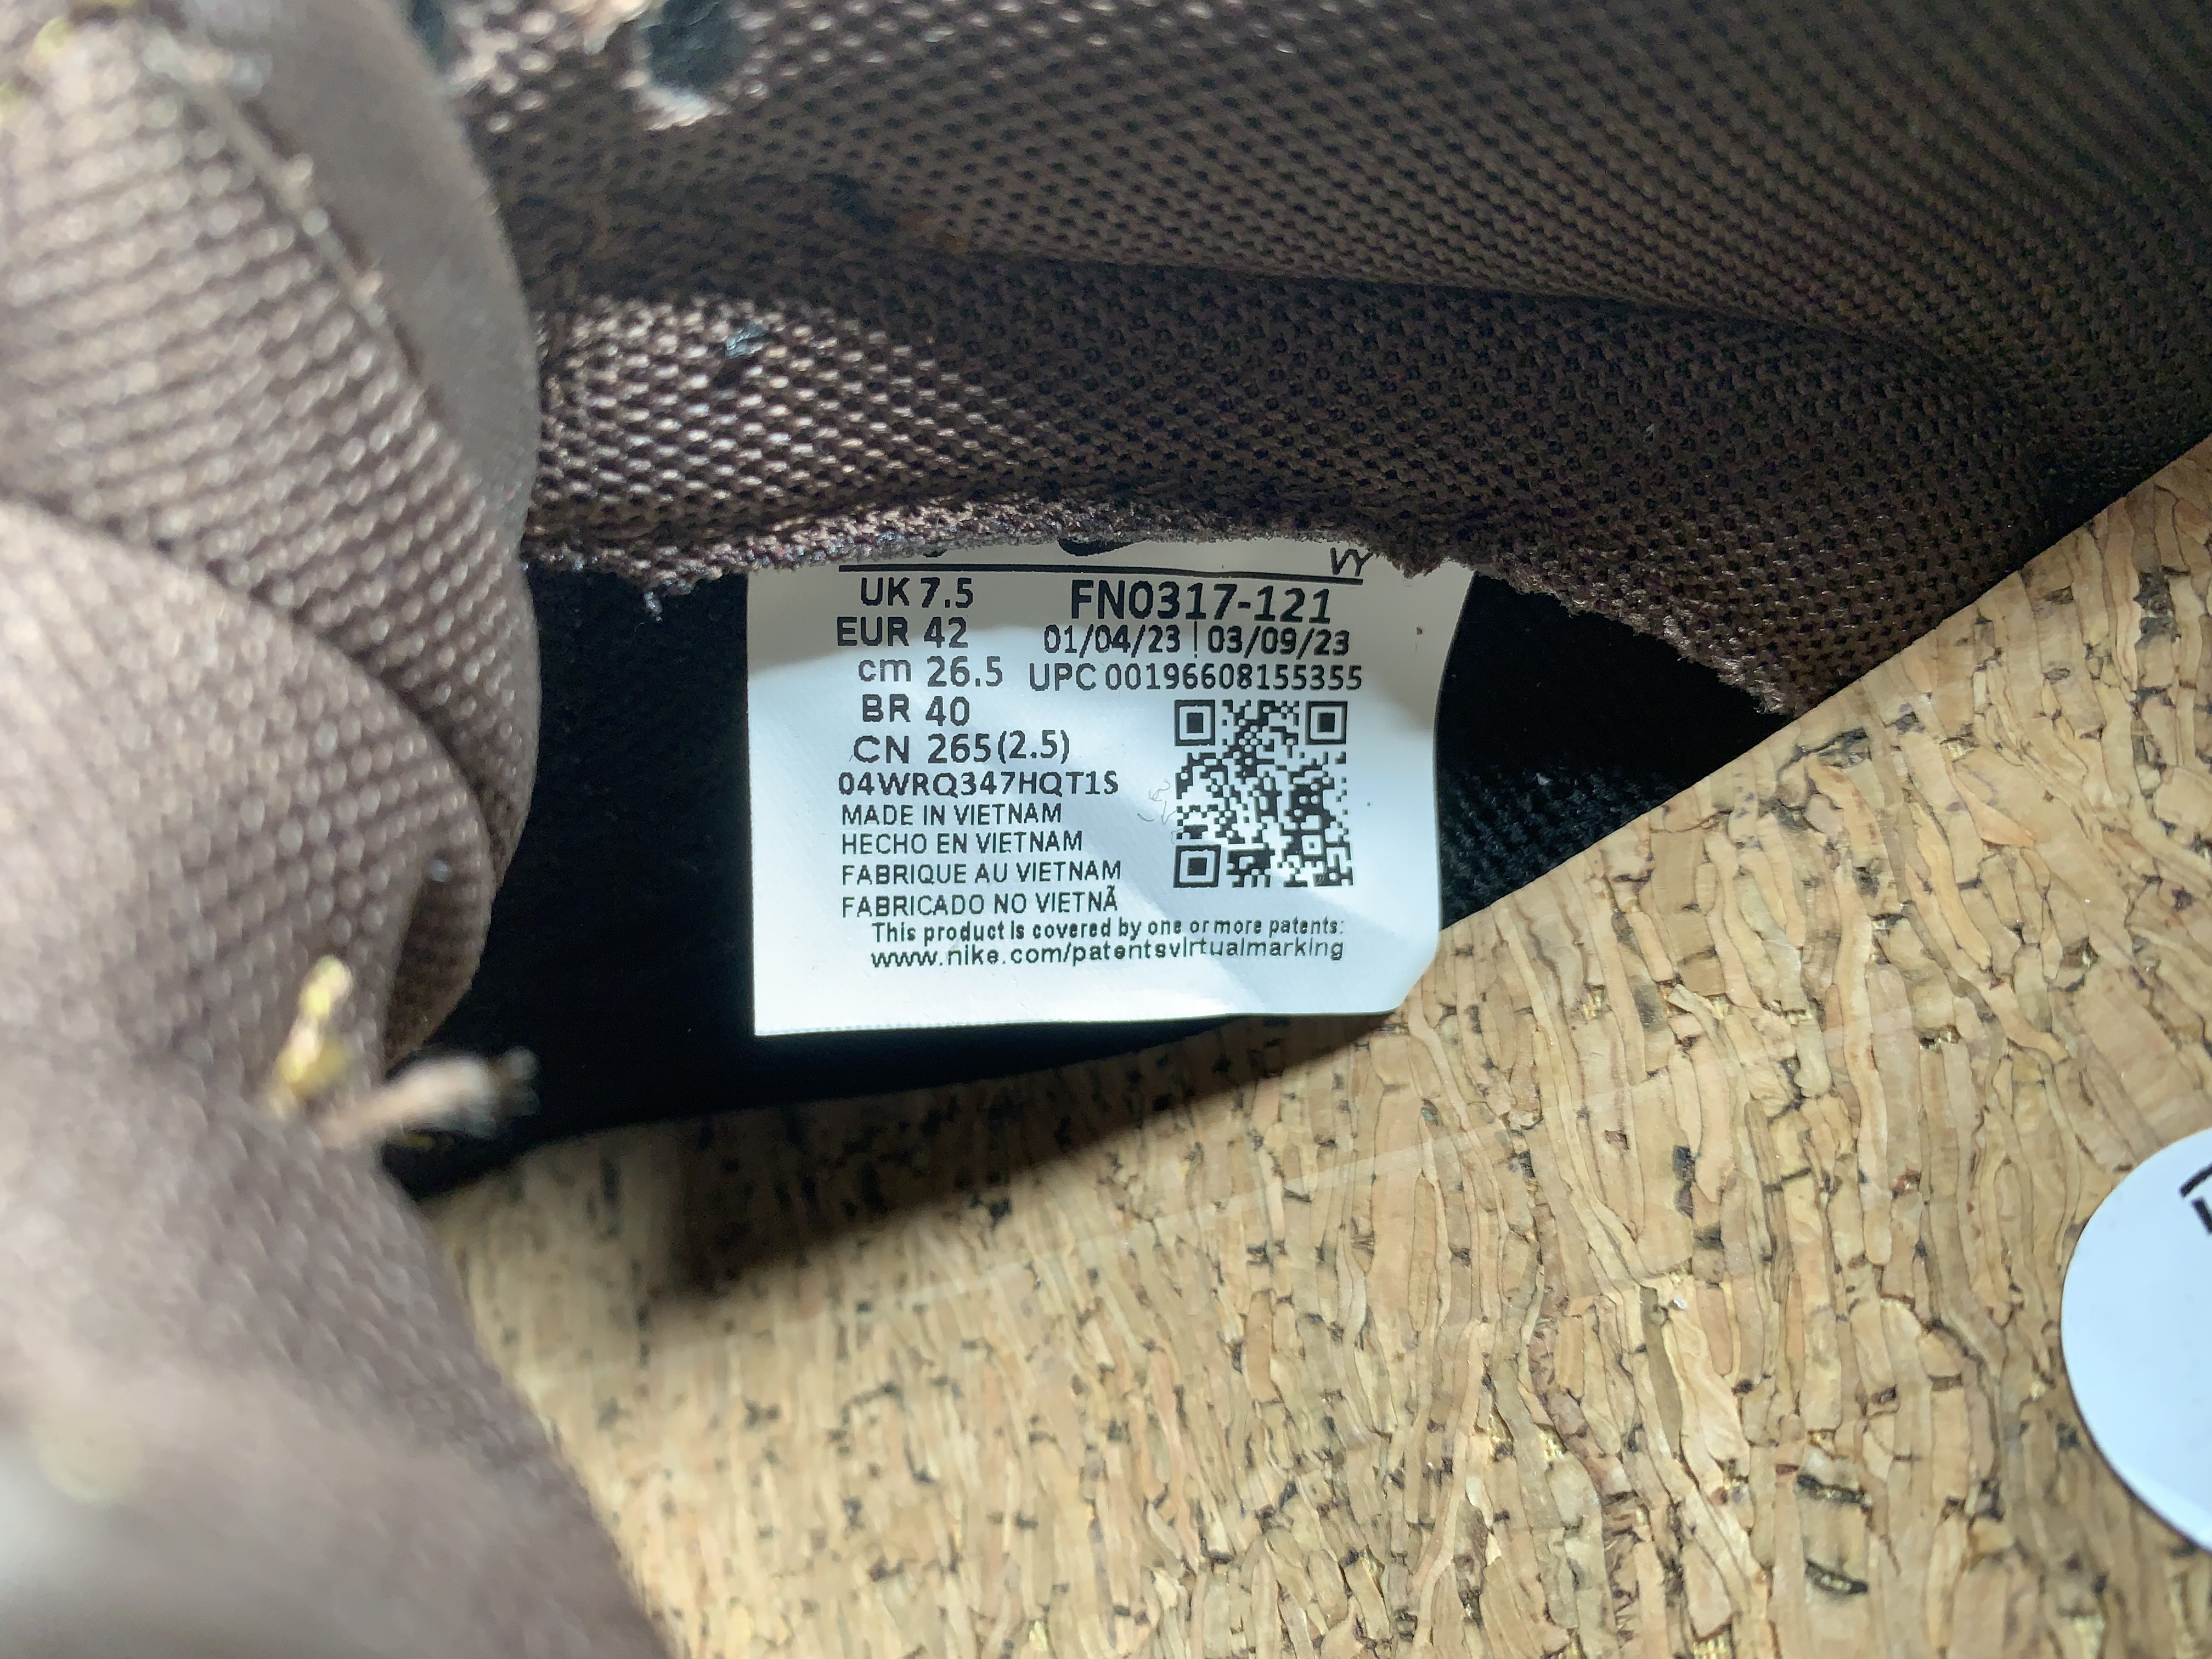 VY
UK 7.5 FN0317-121
EUR 42 01/04/23 | 03/09/23
cm 26.5 UPC 00196608155355
BR 40
CN 265(2.5)
04WRQ347HQT1S
MADE IN VIETNAM
HECHO EN VIETNAM
FABRIQUE AU VIETNAM
FABRICADO NO VIETNÃ
This product is covered by one or more patents:
www.nike.com/patentsvirtualmarking